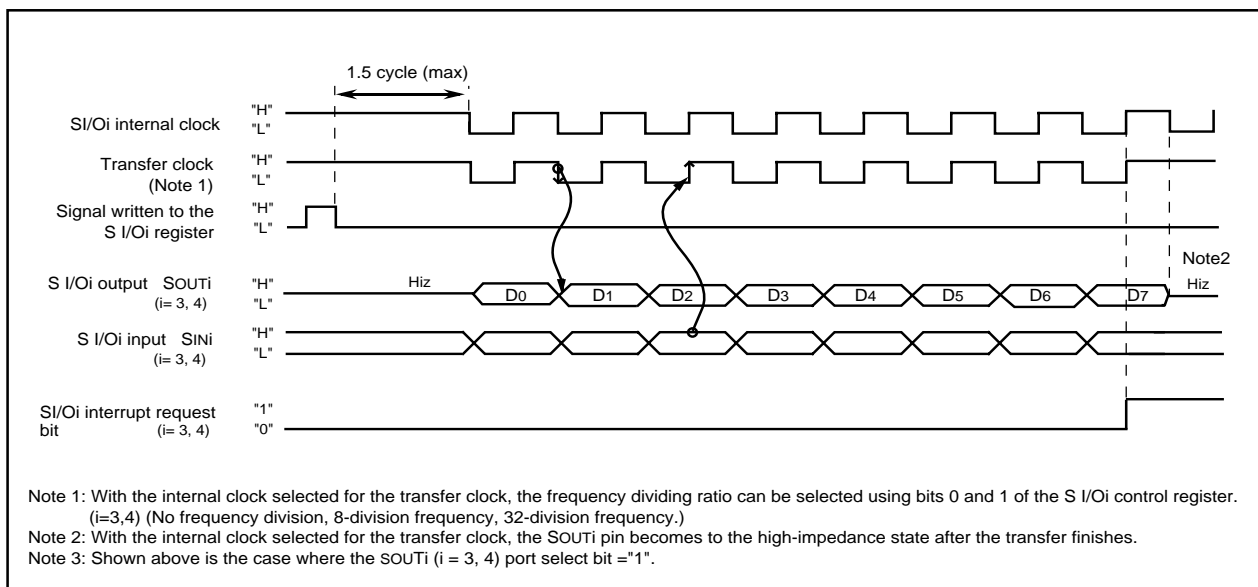 1.5 cycle (max)
SI/Oi internal clock "H" "L"
Transfer clock (Note 1) "H" "L"
Signal written to the S I/Oi register "H" "L"
S I/Oi output SOUTi (i= 3, 4) "H" "L" Hiz D0 D1 D2 D3 D4 D5 D6 D7 Note2 Hiz
S I/Oi input SINi (i= 3, 4) "H" "L"
SI/Oi interrupt request bit (i= 3, 4) "1" "0"
Note 1: With the internal clock selected for the transfer clock, the frequency dividing ratio can be selected using bits 0 and 1 of the S I/Oi control register.
(i=3,4) (No frequency division, 8-division frequency, 32-division frequency.)
Note 2: With the internal clock selected for the transfer clock, the SOUTi pin becomes to the high-impedance state after the transfer finishes.
Note 3: Shown above is the case where the SOUTi (i = 3, 4) port select bit ="1".